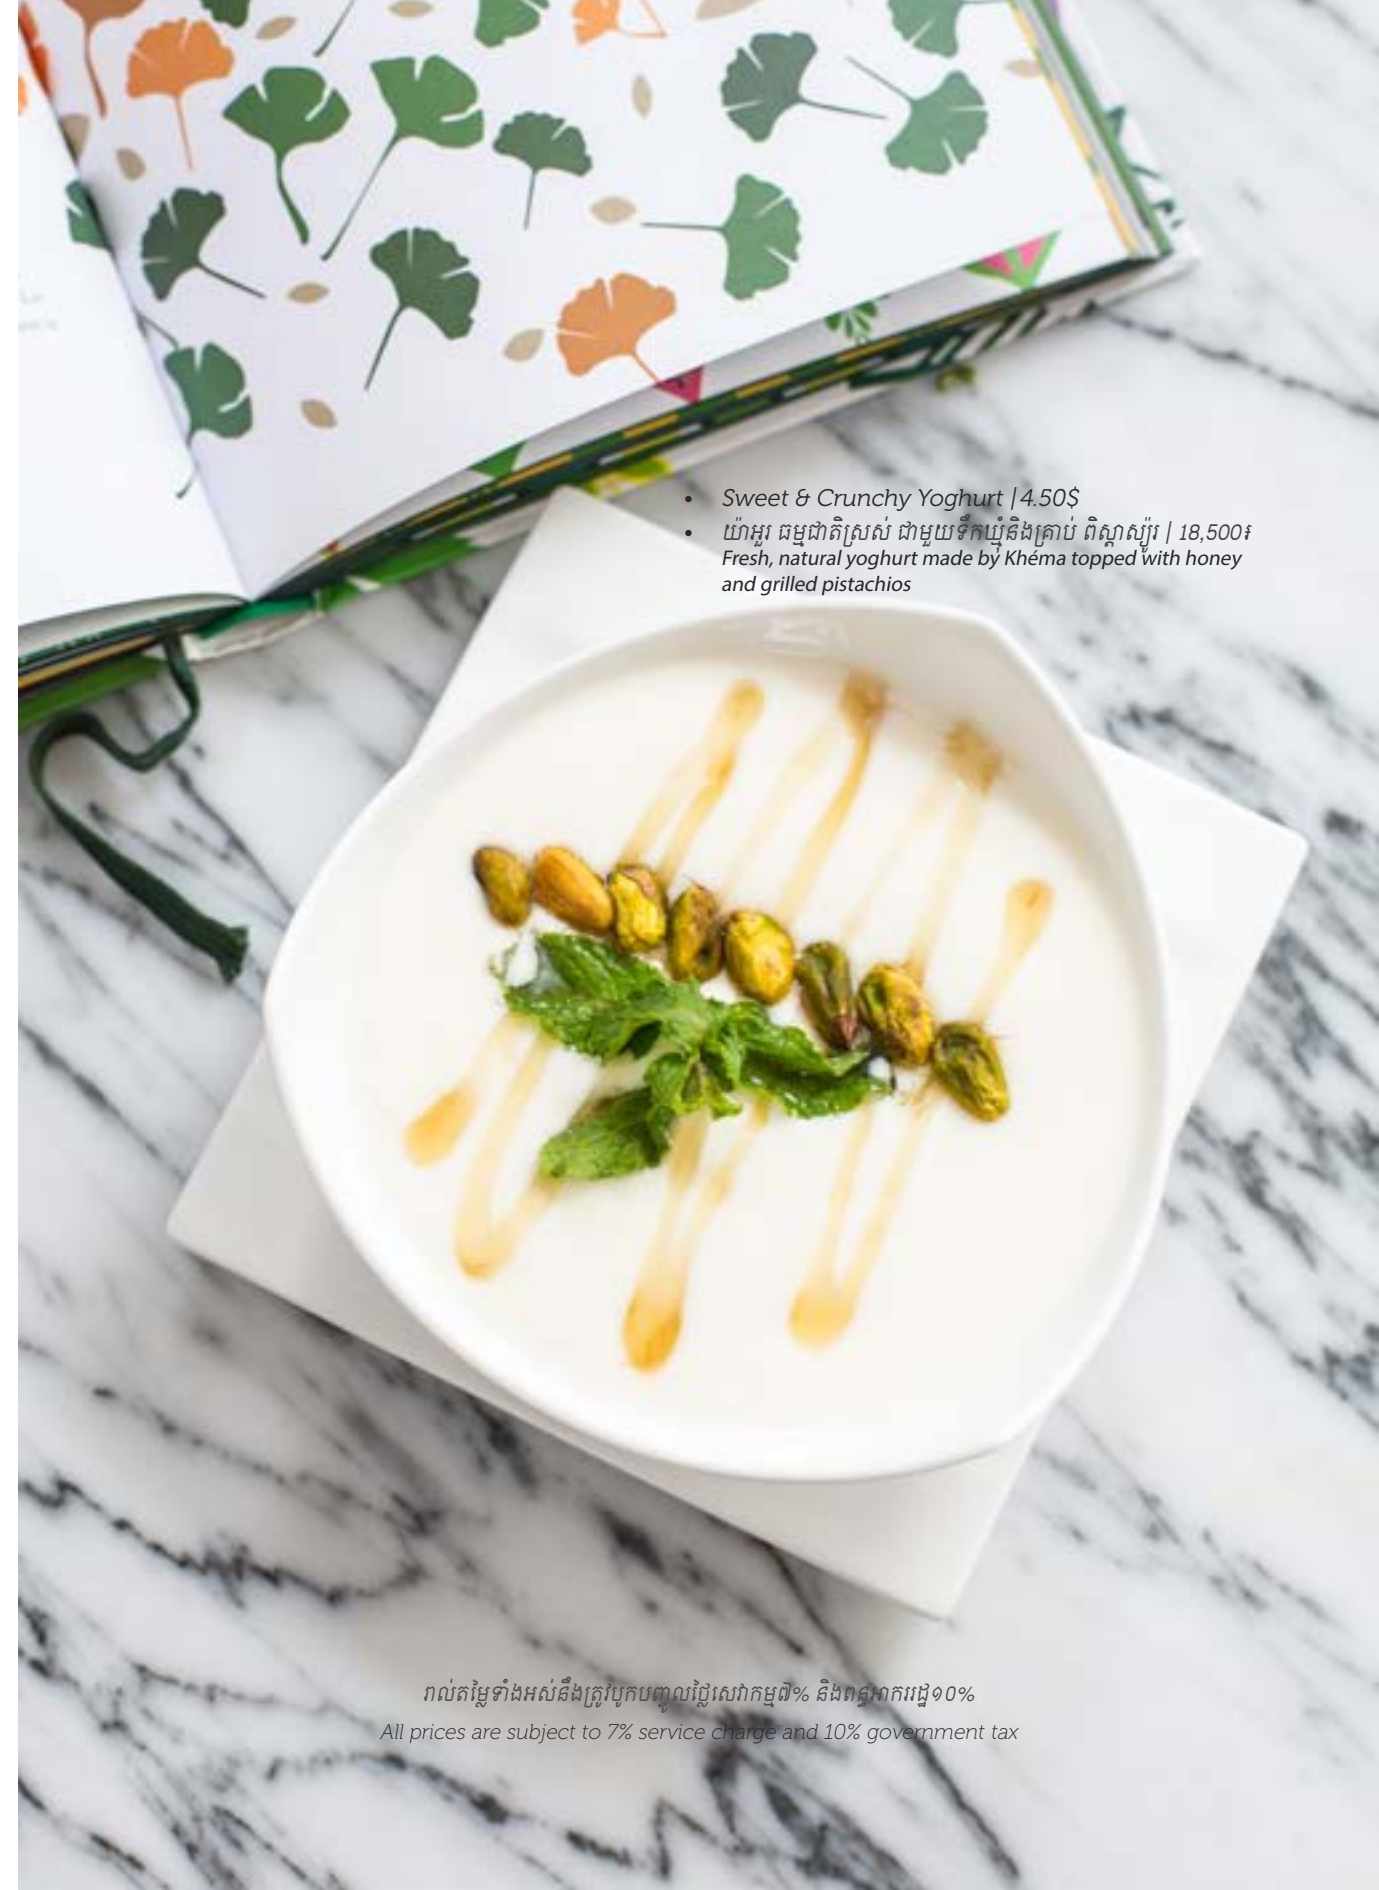 • Sweet & Crunchy Yoghurt | 4.50$
• យ៉ាអួរ ធម្មជាតិស្រស់ ជាមួយទឹកឃ្មុំនិងគ្រាប់ ពិស្តាស្យ៉ូរ | 18,500៛
• Fresh, natural yoghurt made by Khéma topped with honey
and grilled pistachios
រាល់តម្លៃទាំងអស់នឹងត្រូវបូកបញ្ចូលថ្លៃសេវាកម្ម៧% និងពន្ធអាករដ្ឋ១០%
All prices are subject to 7% service charge and 10% government tax